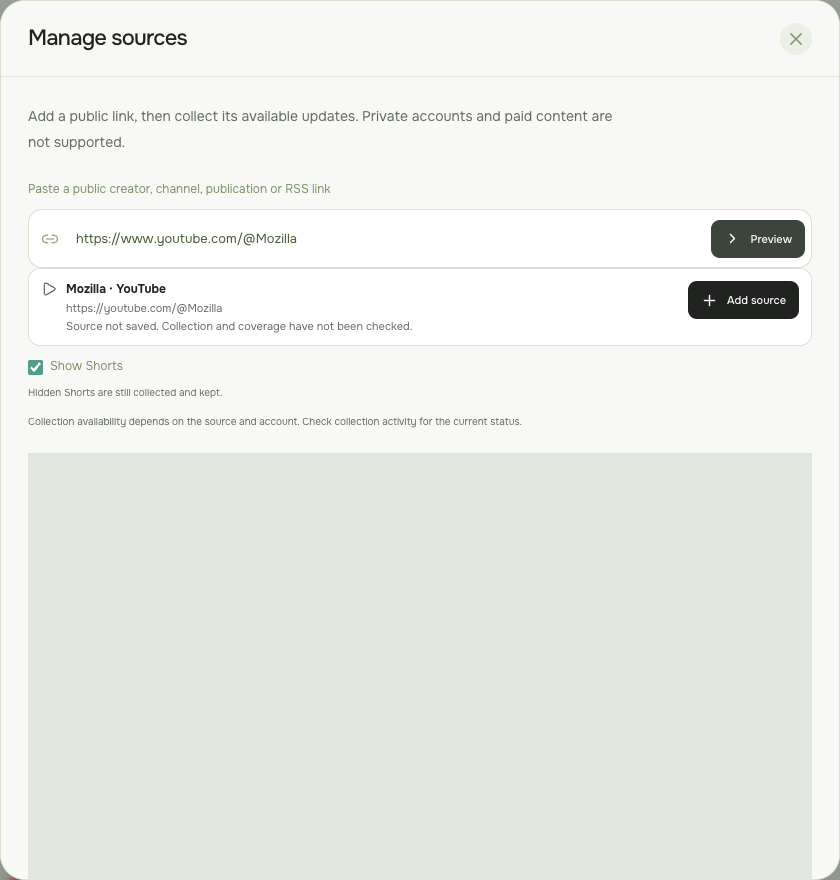 Manage sources
Add a public link, then collect its available updates. Private accounts and paid content are
not supported.
Paste a public creator, channel, publication or RSS link
https://www.youtube.com/@Mozilla
Preview
Mozilla · YouTube
https://youtube.com/@Mozilla
Source not saved. Collection and coverage have not been checked.
Add source
Show Shorts
Hidden Shorts are still collected and kept.
Collection availability depends on the source and account. Check collection activity for the current status.